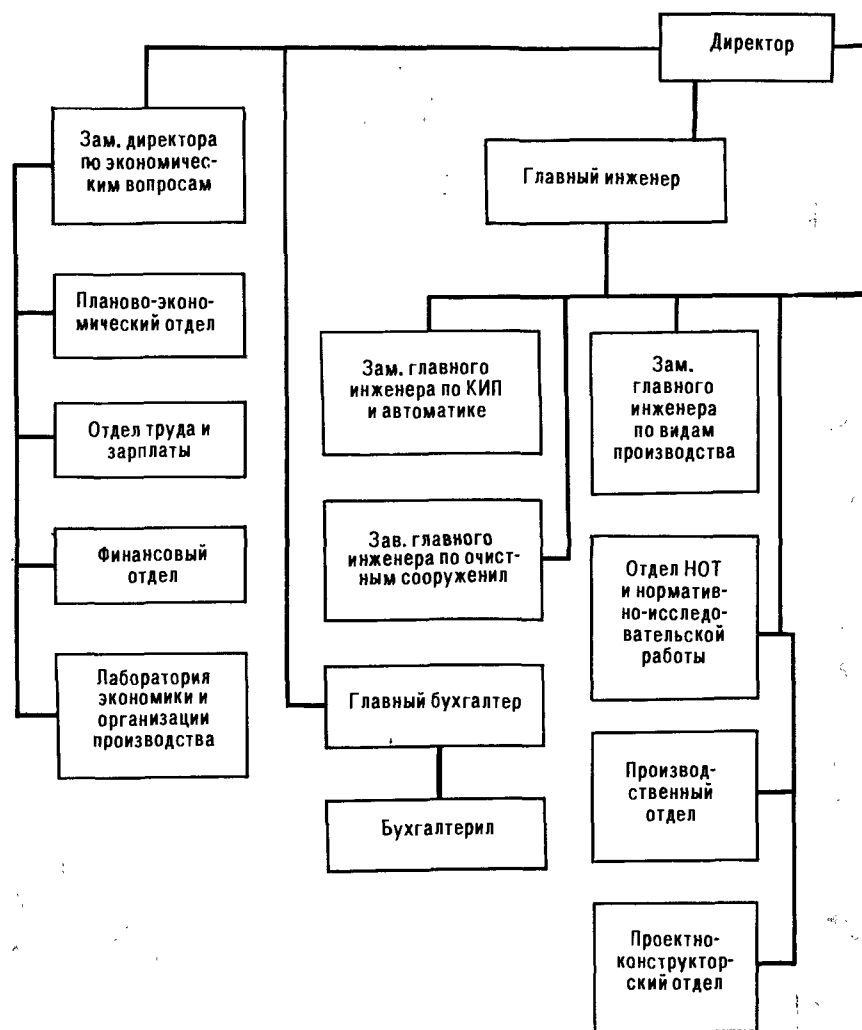 Директор
Зам. директора
по экономичес-
ким вопросам
Главный инженер
Планово-эконо-
мический отдел
Зам. главного
инженера по КИП
и автоматике
Зам.
главного
инженера
по видам
производства
Отдел труда и
зарплаты
Финансовый
отдел
Зав. главного
инженера по очист-
ным сооружения
Отдел НОТ
и норматив-
но-исследо-
вательской
работы
Лаборатория
экономики и
организации
производства
Главный бухгалтер
Производ-
ственный
отдел
Бухгалтерил
Проектно-
конструктор-
ский отдел